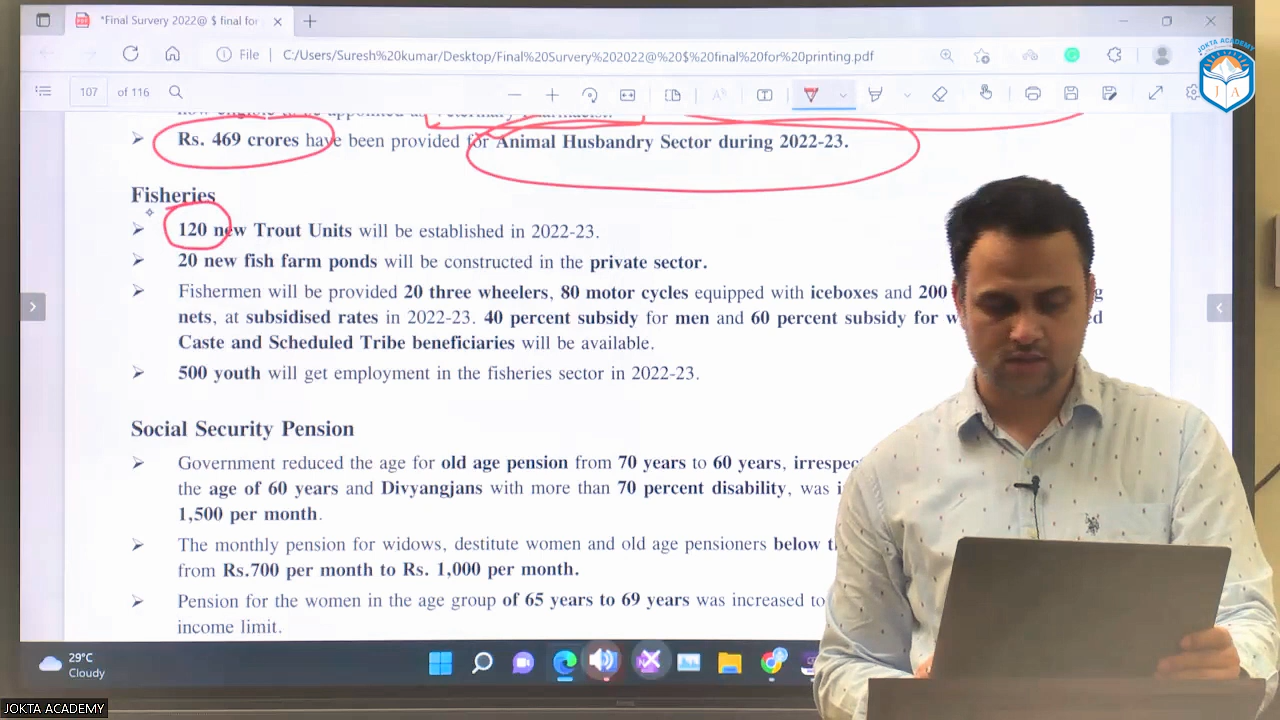 *Final Survery 2022@ $ final for
File
C:/Users/Suresh%20kumar/Desktop/Final%20Survery%202022@%20$%20final%20for%20printing.pdf
107 of 116
JOKTA ACADEMY
J A
Rs. 469 crores have been provided for Animal Husbandry Sector during 2022-23.
Fisheries
120 new Trout Units will be established in 2022-23.
20 new fish farm ponds will be constructed in the private sector.
Fishermen will be provided 20 three wheelers, 80 motor cycles equipped with iceboxes and 200
nets, at subsidised rates in 2022-23. 40 percent subsidy for men and 60 percent subsidy for
Caste and Scheduled Tribe beneficiaries will be available.
500 youth will get employment in the fisheries sector in 2022-23.
Social Security Pension
Government reduced the age for old age pension from 70 years to 60 years,
the age of 60 years and Divyangjans with more than 70 percent disability, was
1,500 per month.
The monthly pension for widows, destitute women and old age pensioners below
from Rs.700 per month to Rs. 1,000 per month.
Pension for the women in the age group of 65 years to 69 years was increased to
income limit.
29°C
Cloudy
JOKTA ACADEMY